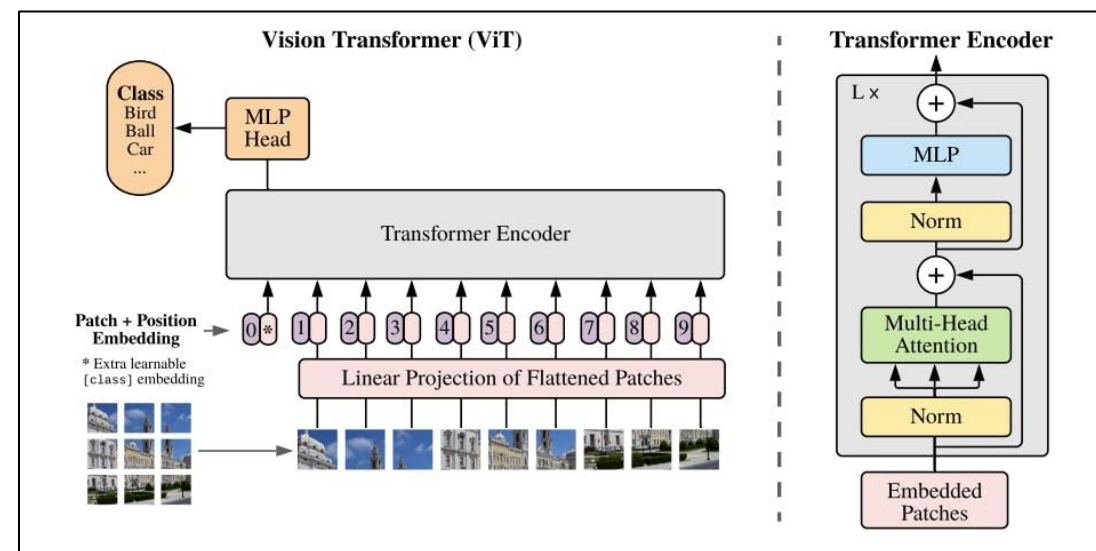 Vision Transformer (ViT)
Class
Bird
Ball
Car
...
MLP
Head
Transformer Encoder
Patch + Position
Embedding
* Extra learnable
[class] embedding
0 * 1 2 3 4 5 6 7 8 9
Linear Projection of Flattened Patches
Transformer Encoder
L ×
+
MLP
Norm
+
Multi-Head
Attention
Norm
Embedded
Patches